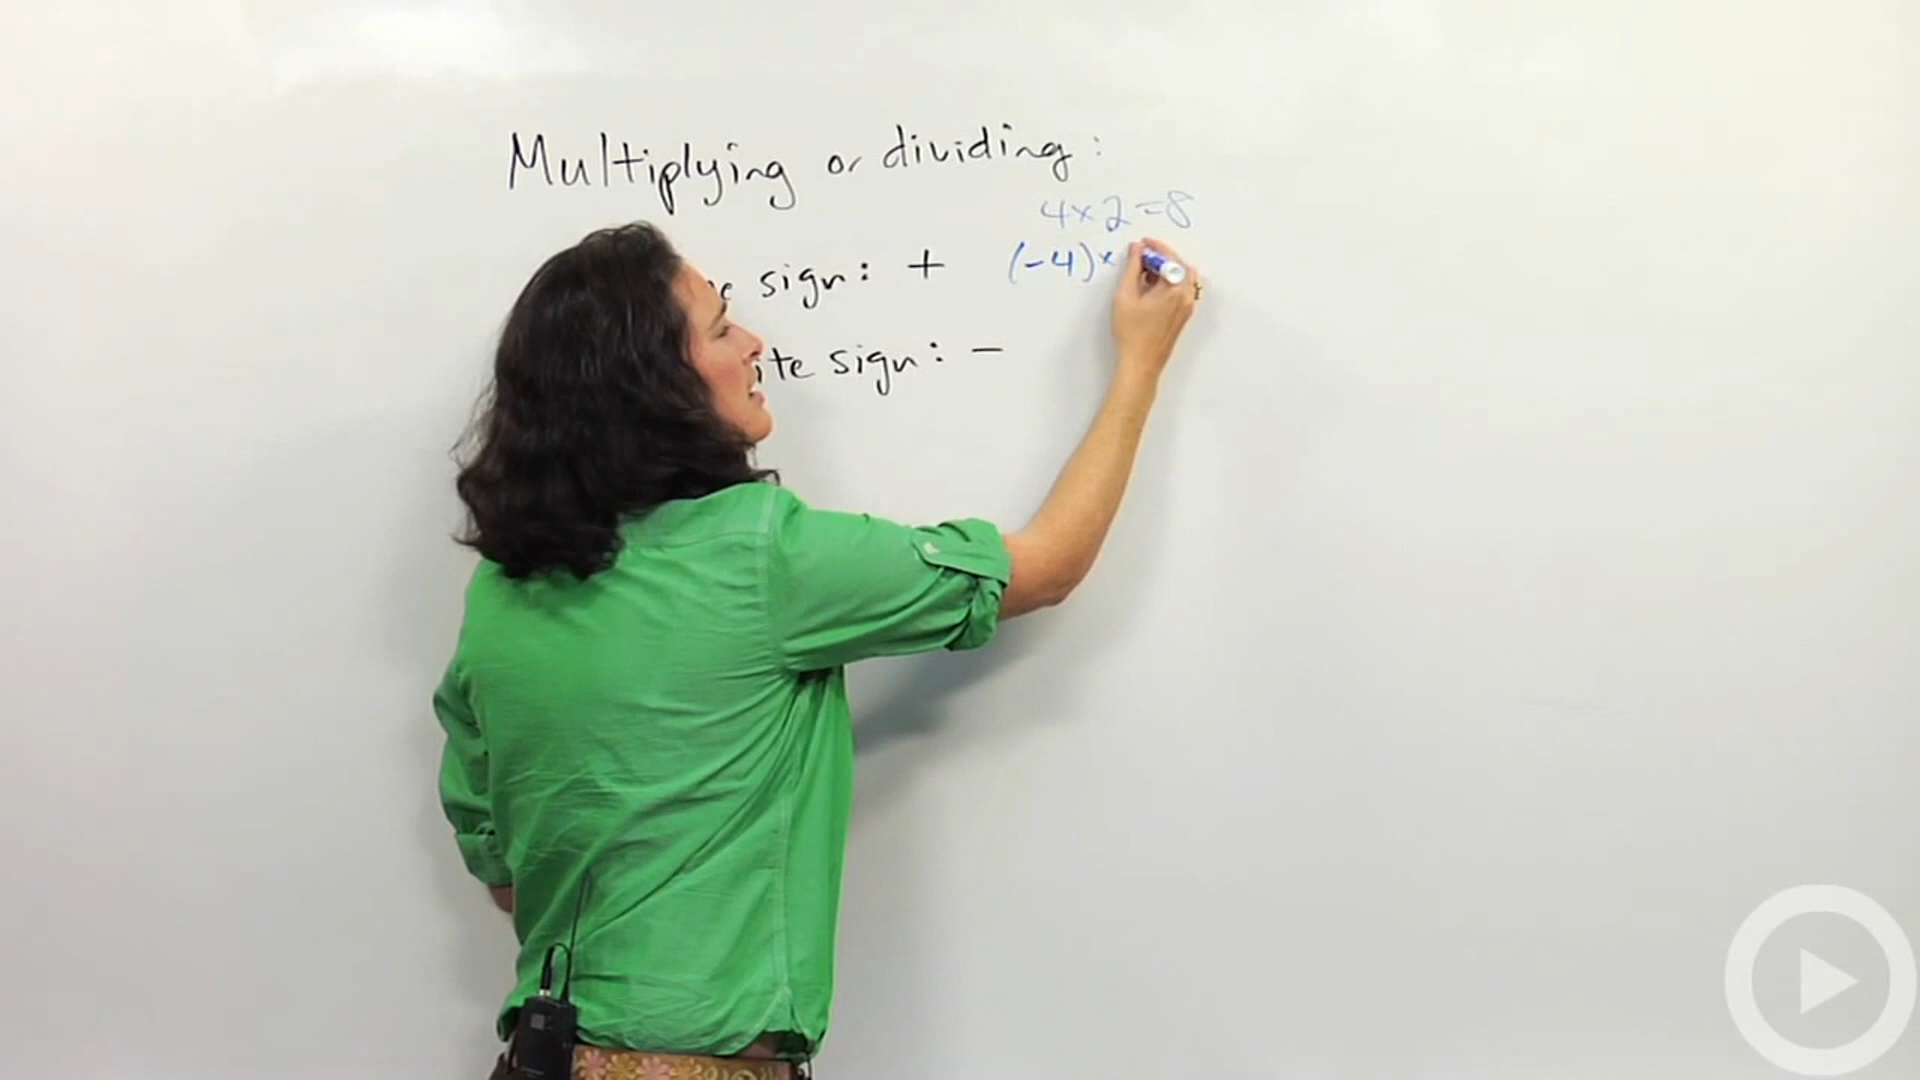 Multiplying or dividing:
4×2=8
sign: + (-4)×
sign: -